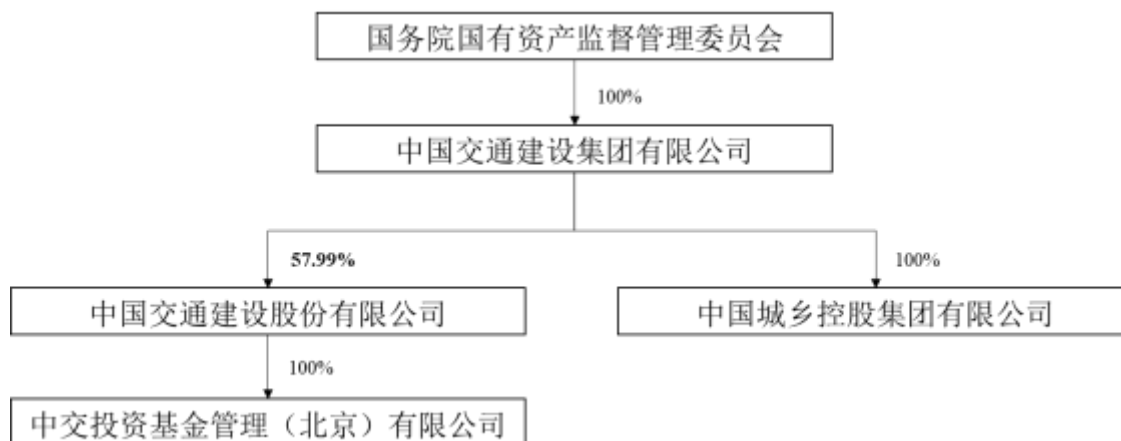 国务院国有资产监督管理委员会
100%
中国交通建设集团有限公司
57.99%
100%
中国交通建设股份有限公司
中国城乡控股集团有限公司
100%
中交投资基金管理（北京）有限公司